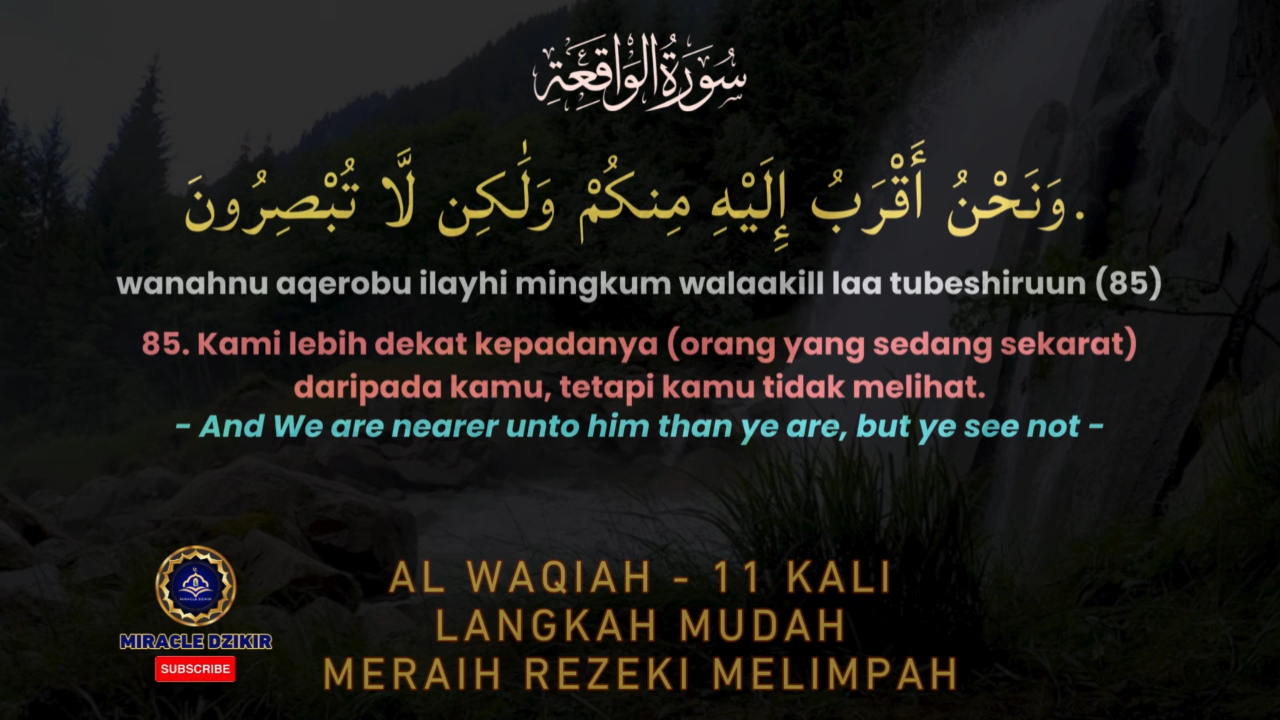 سُورَةُ الوَاقِعَةِ
وَنَحْنُ أَقْرَبُ إِلَيْهِ مِنكُمْ وَلَٰكِن لَّا تُبْصِرُونَ.
wanahnu aqerobu ilayhi mingkum walaakill laa tubeshiruun (85)
85. Kami lebih dekat kepadanya (orang yang sedang sekarat)
daripada kamu, tetapi kamu tidak melihat.
- And We are nearer unto him than ye are, but ye see not -
AL WAQIAH - 11 KALI
LANGKAH MUDAH
MERAIH REZEKI MELIMPAH
MIRACLE DZIKIR
MIRACLE DZIKIR
SUBSCRIBE